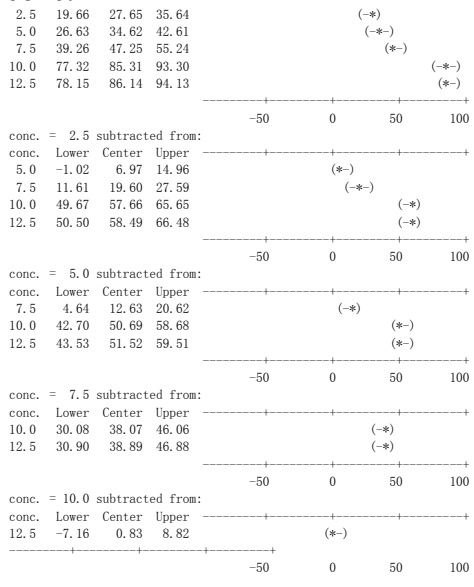 2.5 19.66 27.65 35.64 (-*)
5.0 26.63 34.62 42.61 (-*-)
7.5 39.26 47.25 55.24 (*-)
10.0 77.32 85.31 93.30 (-*-)
12.5 78.15 86.14 94.13 (*-)
---------+---------+---------+---------+
-50 0 50 100
conc. = 2.5 subtracted from:
conc. Lower Center Upper ---------+---------+---------+---------+
5.0 -1.02 6.97 14.96 (*-)
7.5 11.61 19.60 27.59 (-*-)
10.0 49.67 57.66 65.65 (-*)
12.5 50.50 58.49 66.48 (-*)
---------+---------+---------+---------+
-50 0 50 100
conc. = 5.0 subtracted from:
conc. Lower Center Upper ---------+---------+---------+---------+
7.5 4.64 12.63 20.62 (-*)
10.0 42.70 50.69 58.68 (*-)
12.5 43.53 51.52 59.51 (*-)
---------+---------+---------+---------+
-50 0 50 100
conc. = 7.5 subtracted from:
conc. Lower Center Upper ---------+---------+---------+---------+
10.0 30.08 38.07 46.06 (-*)
12.5 30.90 38.89 46.88 (-*)
---------+---------+---------+---------+
-50 0 50 100
conc. = 10.0 subtracted from:
conc. Lower Center Upper ---------+---------+---------+---------+
12.5 -7.16 0.83 8.82 (*-)
---------+---------+---------+---------+
-50 0 50 100